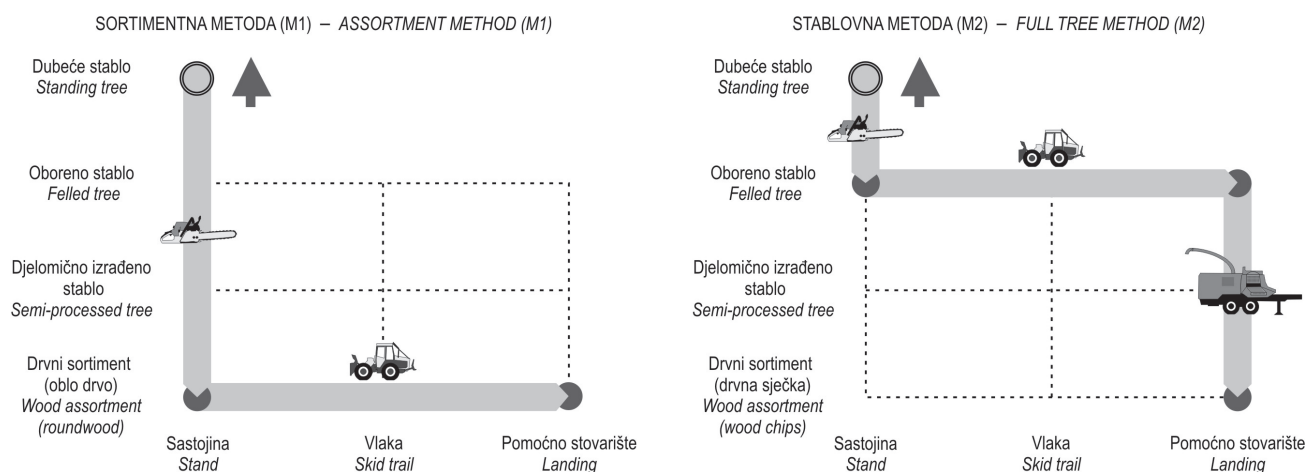 SORTIMENTNA METODA (M1) – ASSORTMENT METHOD (M1)
Dubeće stablo
Standing tree
Oboreno stablo
Felled tree
Djelomično izrađeno
stablo
Semi-processed tree
Drvni sortiment
(oblo drvo)
Wood assortment
(roundwood)
Sastojina
Stand
Vlaka
Skid trail
Pomoćno stovarište
Landing
STABLOVNA METODA (M2) – FULL TREE METHOD (M2)
Dubeće stablo
Standing tree
Oboreno stablo
Felled tree
Djelomično izrađeno
stablo
Semi-processed tree
Drvni sortiment
(drvna sječka)
Wood assortment
(wood chips)
Sastojina
Stand
Vlaka
Skid trail
Pomoćno stovarište
Landing